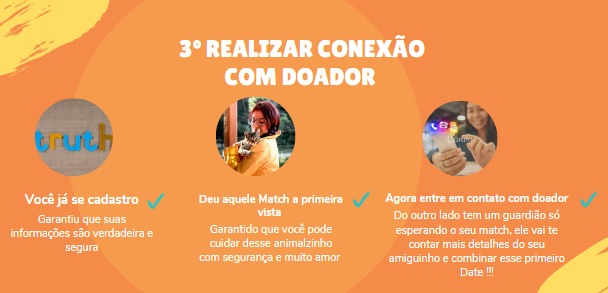 3º REALIZAR CONEXÃO
COM DOADOR
truth
Você já se cadastro
Garantiu que suas
informações são verdadeira e
segura
Deu aquele Match a primeira
vista
Garantido que você pode
cuidar desse animalzinho
com segurança e muito amor
Agora entre em contato com doador
Do outro lado tem um guardião só
esperando o seu match, ele vai te
contar mais detalhes do seu
amiguinho e combinar esse primeiro
Date !!!